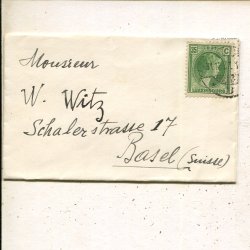 Monsieur
W. Witz
Schalerstrasse 17
Basel (Suisse)